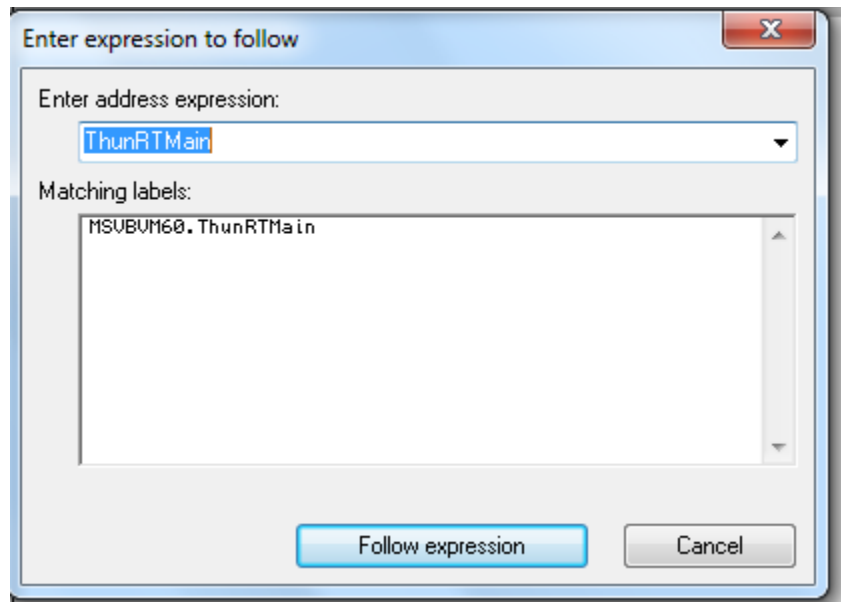 Enter expression to follow
Enter address expression:
ThunRTMain
Matching labels:
MSVBVM60.ThunRTMain
Follow expression
Cancel